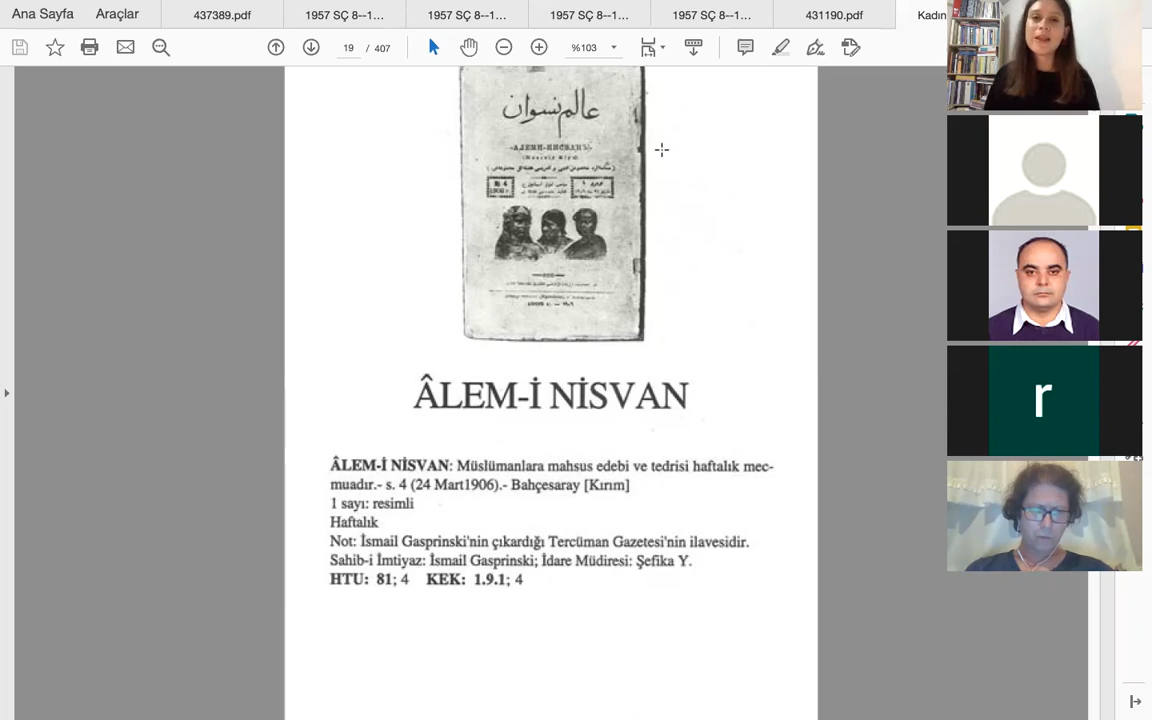 Ana Sayfa
Araçlar
437389.pdf
1957 SÇ 8--1...
1957 SÇ 8--1...
1957 SÇ 8--1...
1957 SÇ 8--1...
431190.pdf
Kadın
19 / 407
%103
عالم نسوان
ÂLEM-İ NİSVAN
ÂLEM-İ NİSVAN: Müslümanlara mahsus edebi ve tedrisi haftalık mec-
muadır.- s. 4 (24 Mart1906).- Bahçesaray [Kırım]
1 sayı: resimli
Haftalık
Not: İsmail Gasprinski'nin çıkardığı Tercüman Gazetesi'nin ilavesidir.
Sahib-i İmtiyaz: İsmail Gasprinski; İdare Müdiresi: Şefika Y.
HTU: 81; 4 KEK: 1.9.1; 4
r